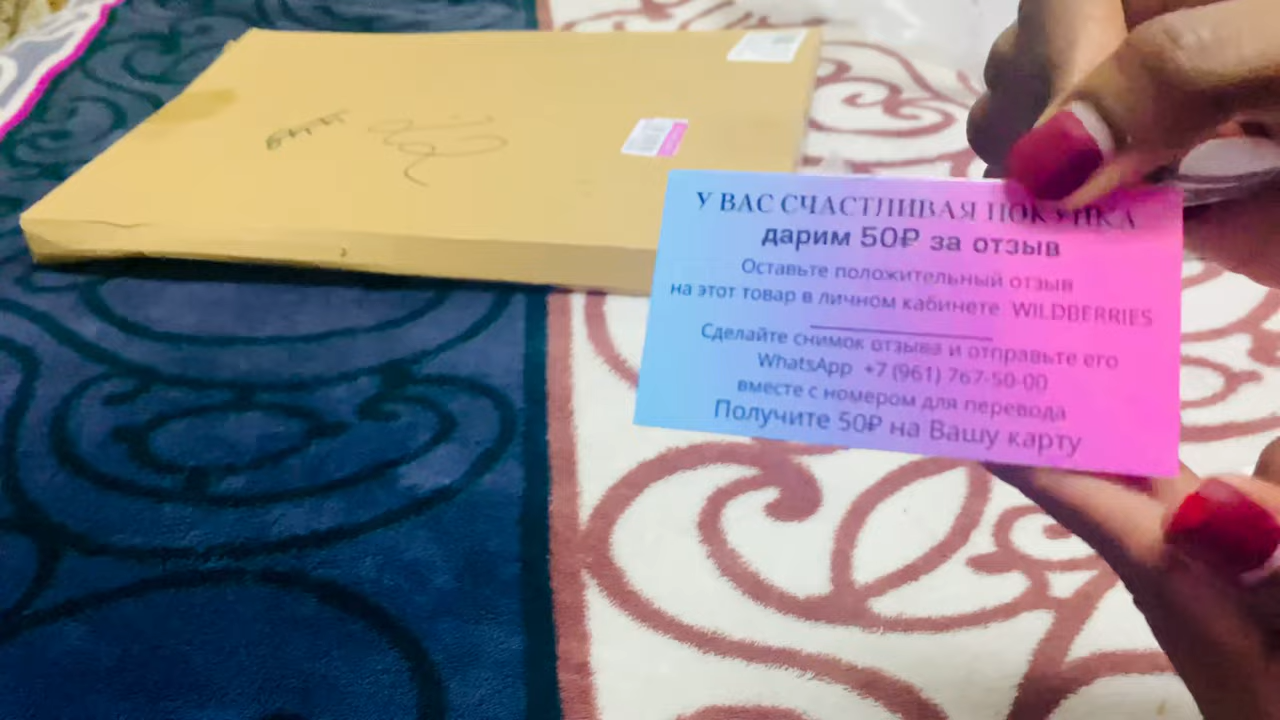 У ВАС СЧАСТЛИВАЯ ПОКУПКА
дарим 50₽ за отзыв
Оставьте положительный отзыв
на этот товар в личном кабинете WILDBERRIES
Сделайте снимок отзыва и отправьте его
WhatsApp +7 (961) 767-50-00
вместе с номером для перевода
Получите 50₽ на Вашу карту